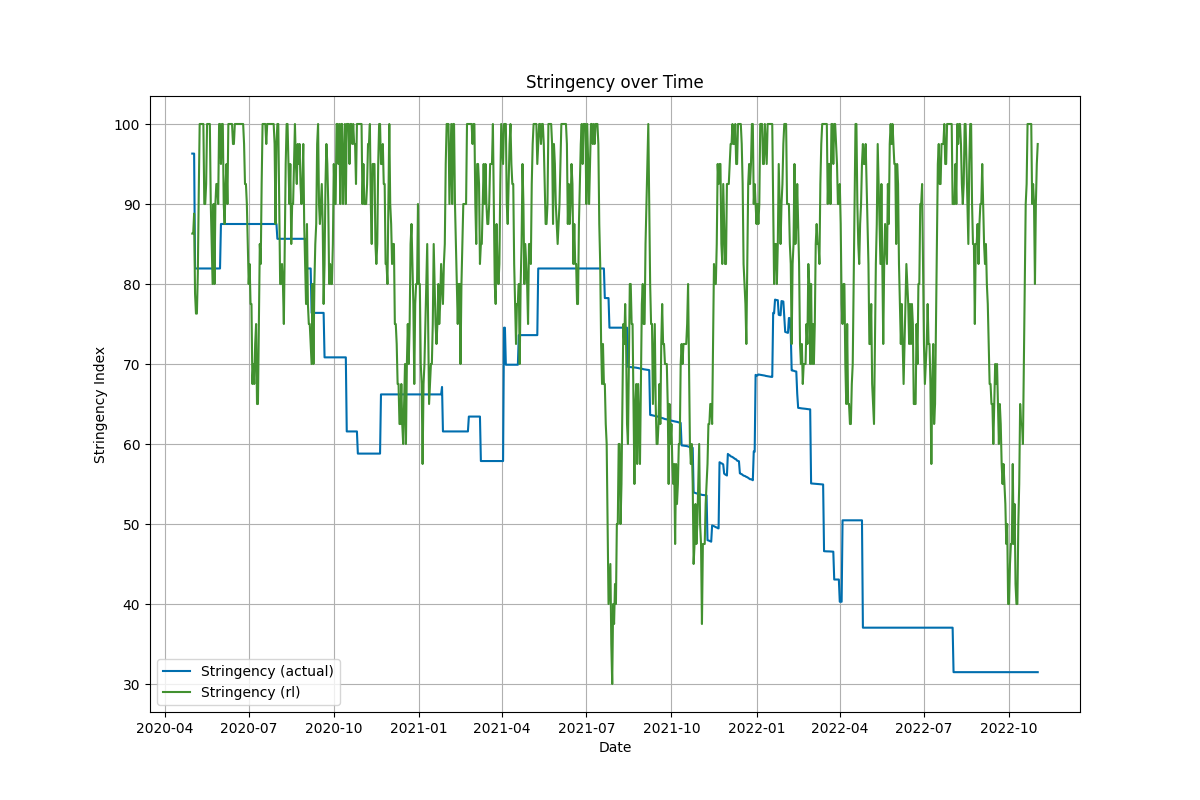 Stringency over Time
Stringency Index
100
90
80
70
60
50
40
30
Stringency (actual)
Stringency (rl)
2020-04 2020-07 2020-10 2021-01 2021-04 2021-07 2021-10 2022-01 2022-04 2022-07 2022-10
Date